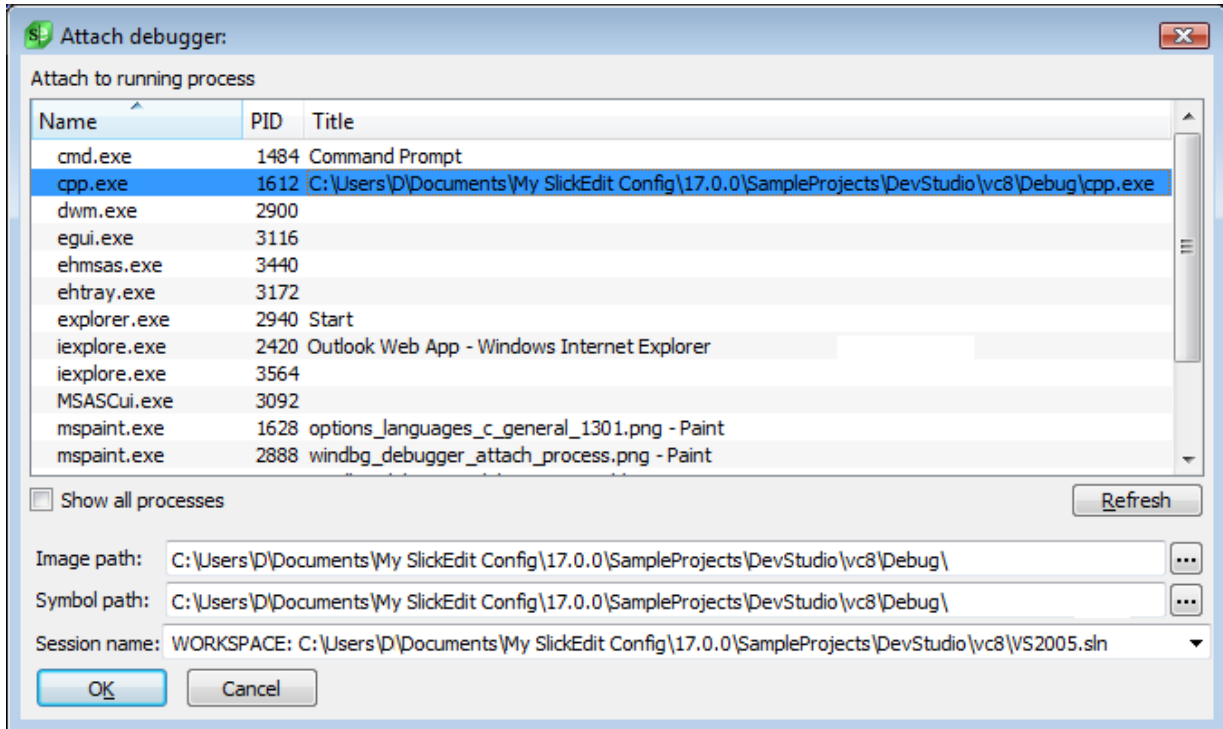 Attach debugger:
Attach to running process
Name PID Title
cmd.exe 1484 Command Prompt
cpp.exe 1612 C:\Users\D\Documents\My SlickEdit Config\17.0.0\SampleProjects\DevStudio\vc8\Debug\cpp.exe
dwm.exe 2900
egui.exe 3116
ehmsas.exe 3440
ehtray.exe 3172
explorer.exe 2940 Start
iexplore.exe 2420 Outlook Web App - Windows Internet Explorer
iexplore.exe 3564
MSASCui.exe 3092
mspaint.exe 1628 options_languages_c_general_1301.png - Paint
mspaint.exe 2888 windbg_debugger_attach_process.png - Paint
Show all processes Refresh
Image path: C:\Users\D\Documents\My SlickEdit Config\17.0.0\SampleProjects\DevStudio\vc8\Debug\ ...
Symbol path: C:\Users\D\Documents\My SlickEdit Config\17.0.0\SampleProjects\DevStudio\vc8\Debug\ ...
Session name: WORKSPACE: C:\Users\D\Documents\My SlickEdit Config\17.0.0\SampleProjects\DevStudio\vc8\VS2005.sln
OK Cancel